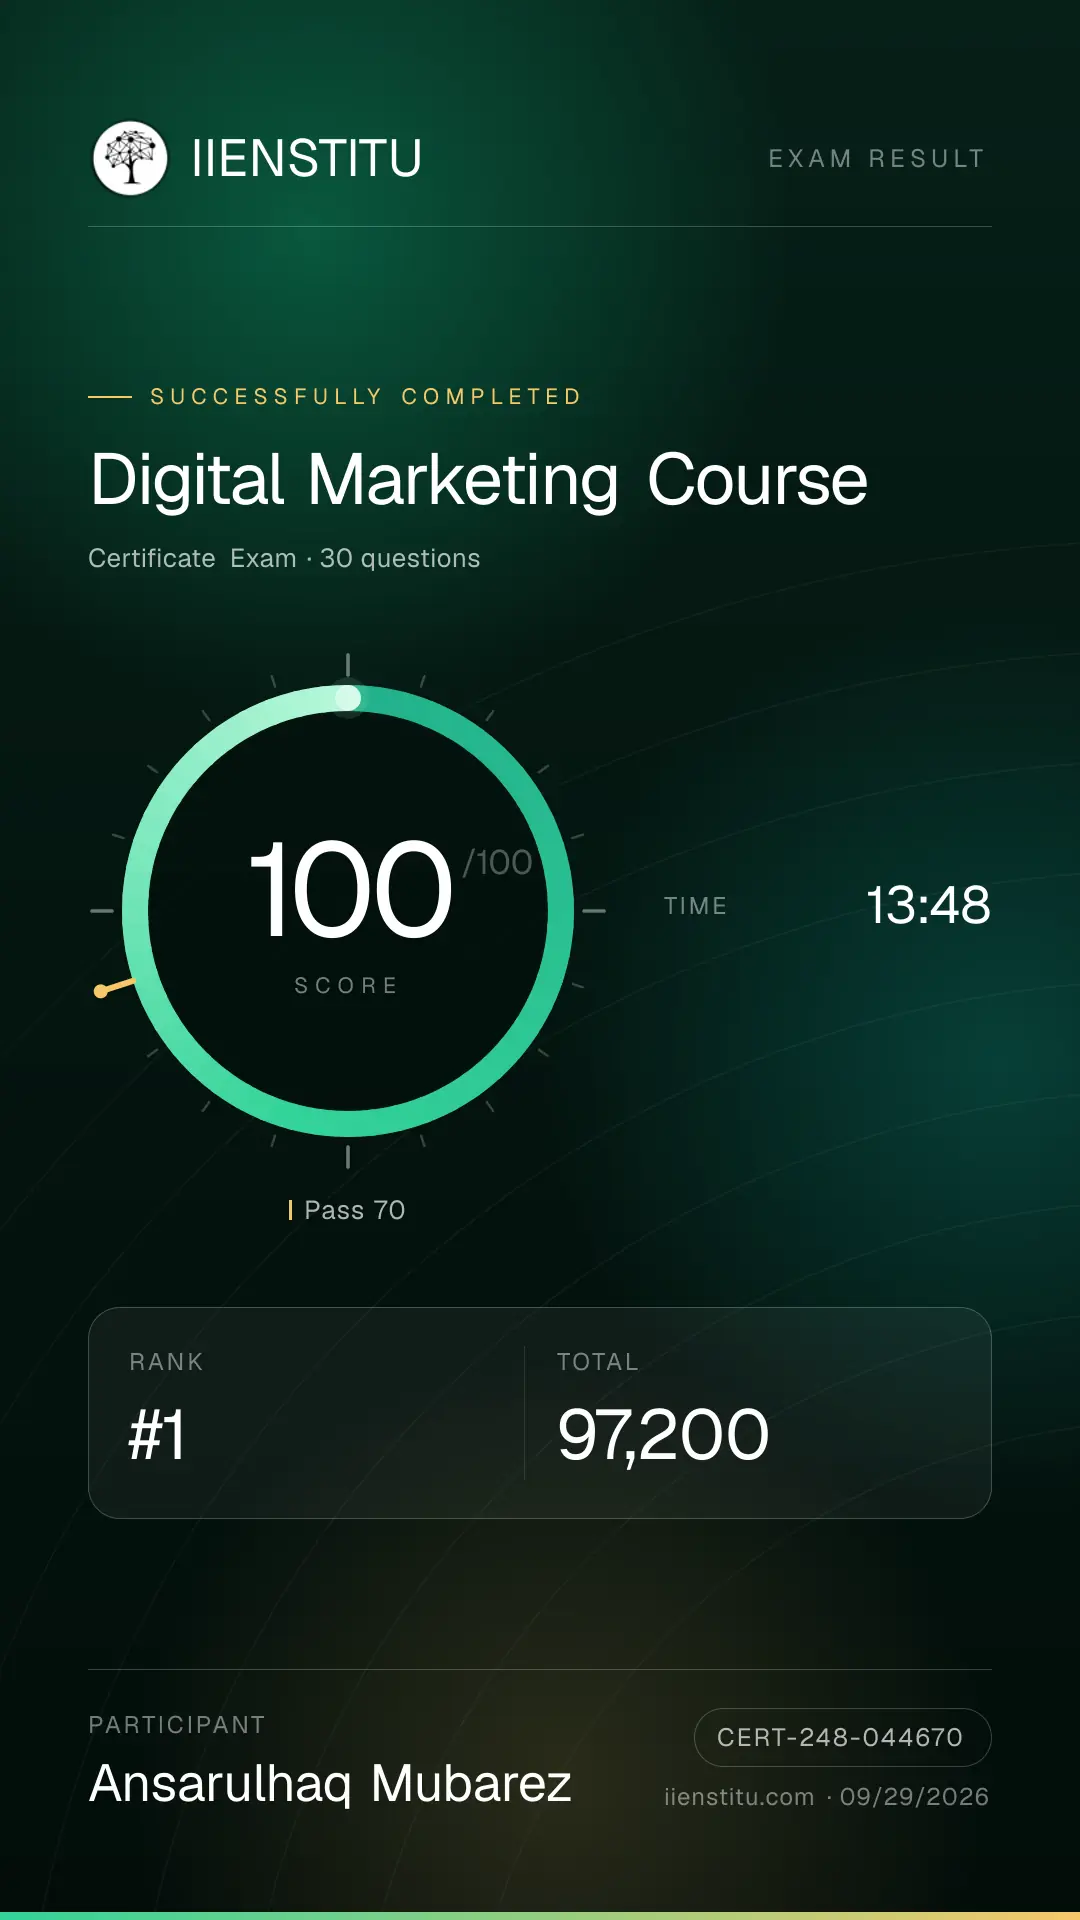 IIENSTITU
EXAM RESULT
SUCCESSFULLY COMPLETED
Digital Marketing Course
Certificate Exam · 30 questions
100 /100
SCORE
TIME 13:48
Pass 70
RANK
#1
TOTAL
97,200
PARTICIPANT
Ansarulhaq Mubarez
CERT-248-044670
iienstitu.com · 09/29/2026